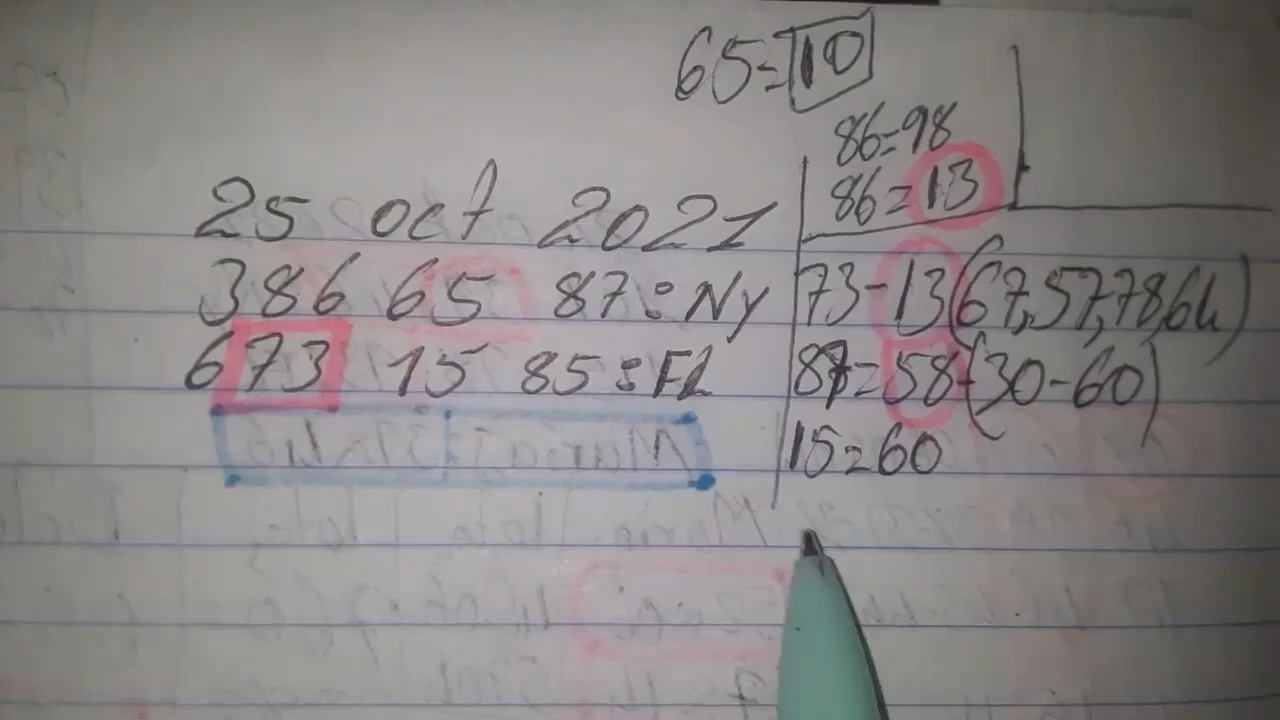 65=10
86=98
86=13
25 oct 2021
386 65 87:Ny
673 15 85:FL
73-13(67,57,78,64)
87=58-(30-60)
15=60